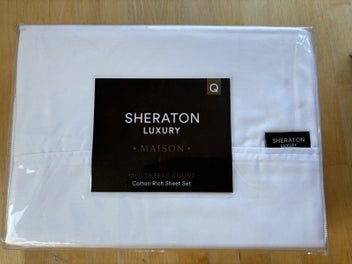 Q
SHERATON
LUXURY
• MAISON •
1000 THREAD COUNT
Cotton Rich Sheet Set
SHERATON
LUXURY